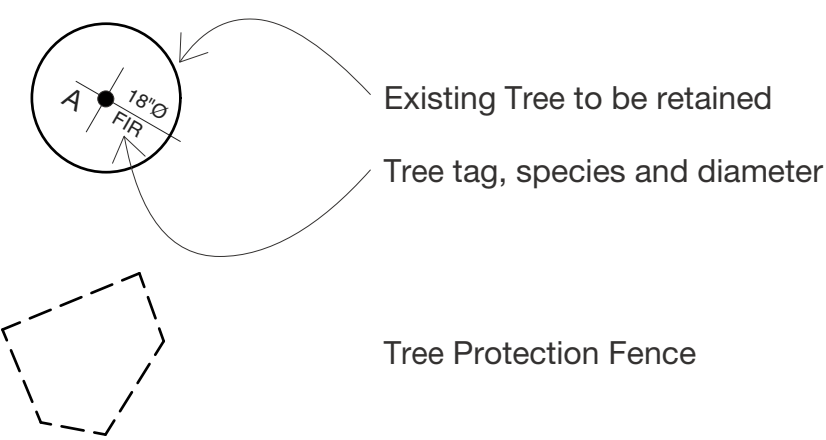 A
18"Ø
FIR
Existing Tree to be retained
Tree tag, species and diameter
Tree Protection Fence